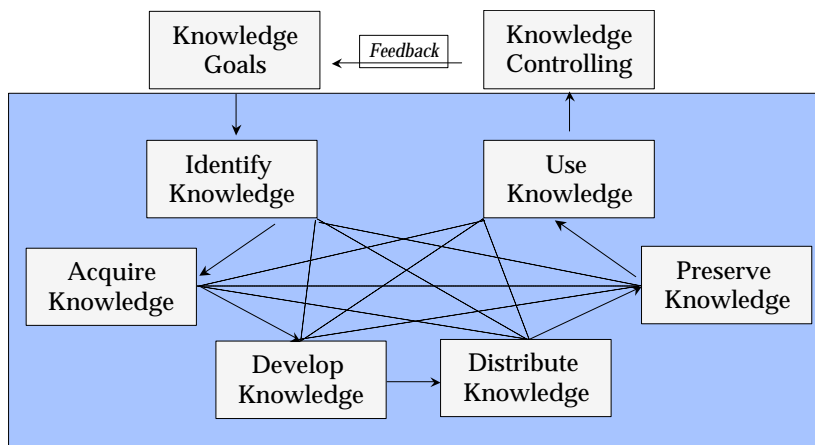 Knowledge
Goals
Feedback
Knowledge
Controlling
Identify
Knowledge
Use
Knowledge
Acquire
Knowledge
Preserve
Knowledge
Develop
Knowledge
Distribute
Knowledge